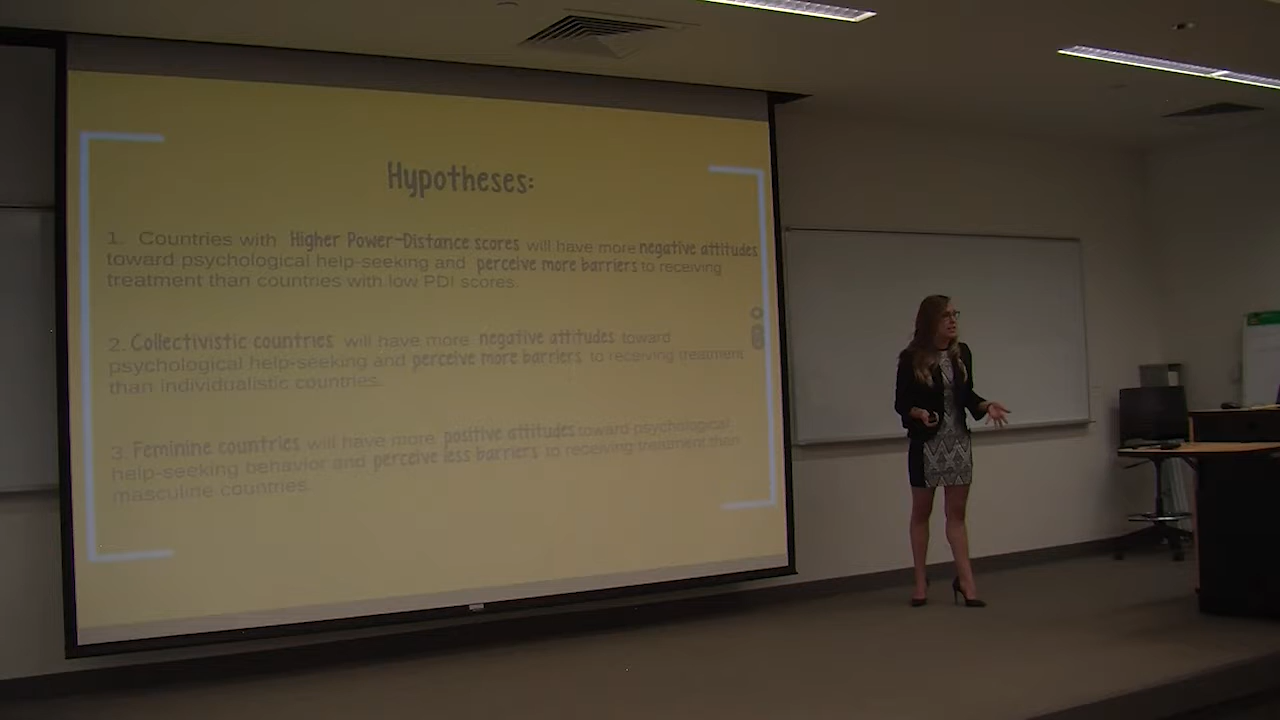 Hypotheses:
1. Countries with Higher Power-Distance scores will have more negative attitudes
toward psychological help-seeking and perceive more barriers to receiving
treatment than countries with low PDI scores.
2. Collectivistic countries will have more negative attitudes toward
psychological help-seeking and perceive more barriers to receiving treatment
than individualistic countries.
3. Feminine countries will have more positive attitudes toward psychological
help-seeking behavior and perceive less barriers to receiving treatment than
masculine countries.